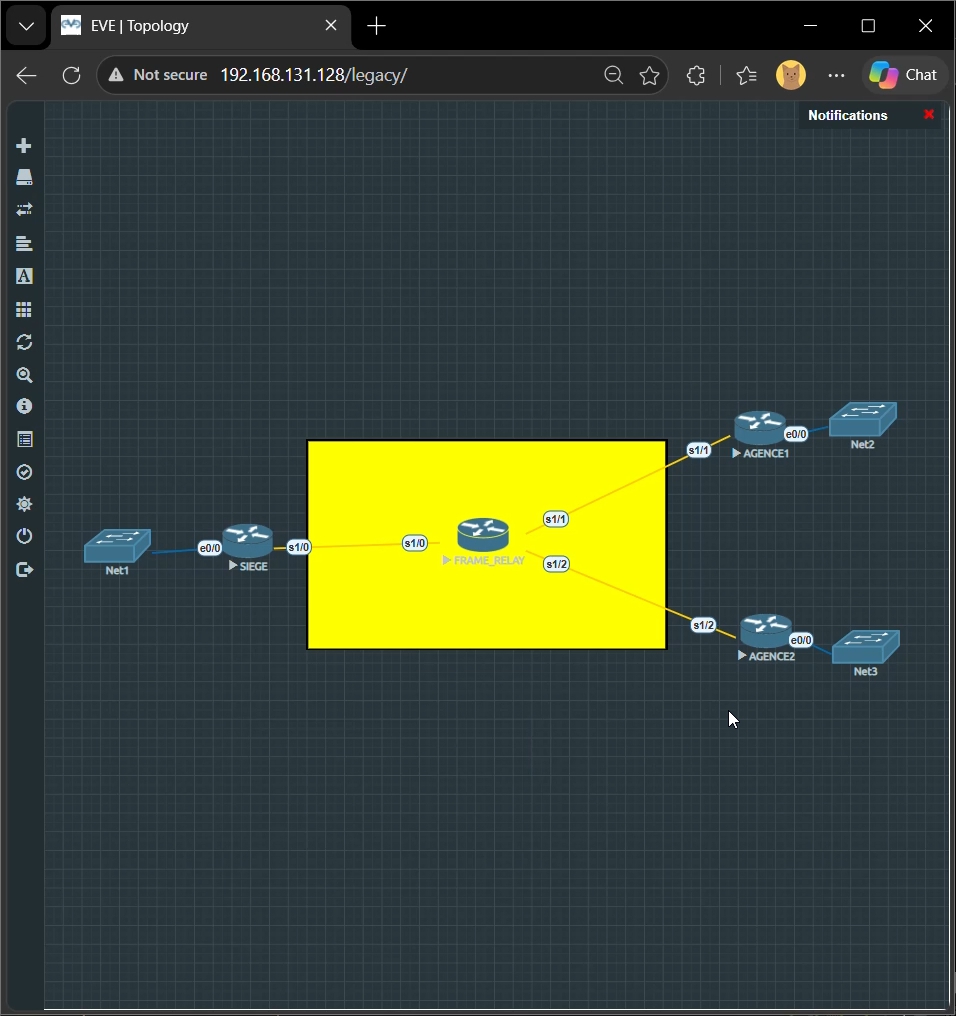 EVE | Topology
Not secure 192.168.131.128/legacy/
Chat
Notifications
A
s1/1
e0/0
AGENCE1
Net2
s1/1
Net1
e0/0
SIEGE
s1/0
s1/0
FRAME_RELAY
s1/2
s1/2
e0/0
AGENCE2
Net3